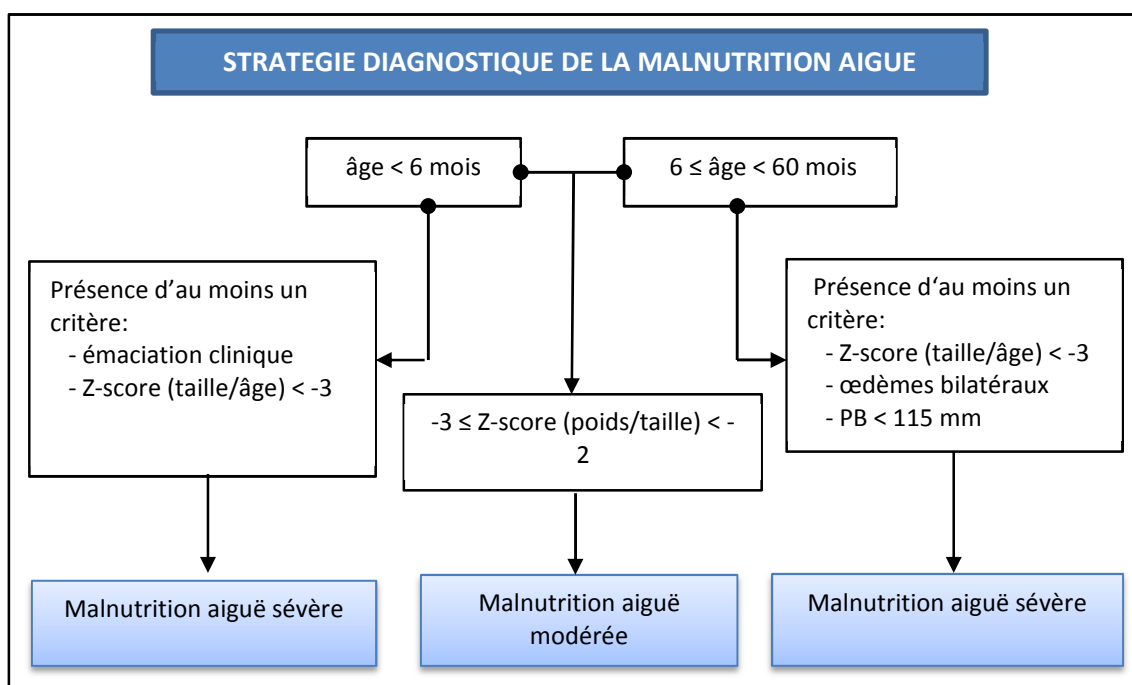 STRATEGIE DIAGNOSTIQUE DE LA MALNUTRITION AIGUE
âge < 6 mois
6 ≤ âge < 60 mois
Présence d’au moins un
critère:
- émaciation clinique
- Z-score (taille/âge) < -3
-3 ≤ Z-score (poids/taille) < -
2
Présence d‘au moins un
critère:
- Z-score (taille/âge) < -3
- œdèmes bilatéraux
- PB < 115 mm
Malnutrition aiguë sévère
Malnutrition aiguë
modérée
Malnutrition aiguë sévère